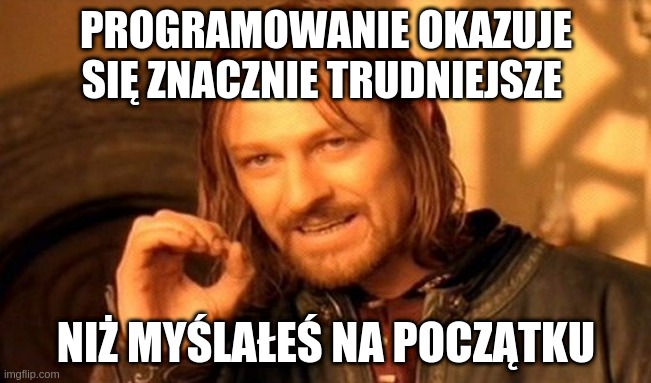 PROGRAMOWANIE OKAZUJE
SIĘ ZNACZNIE TRUDNIEJSZE
NIŻ MYŚLAŁEŚ NA POCZĄTKU
imgflip.com